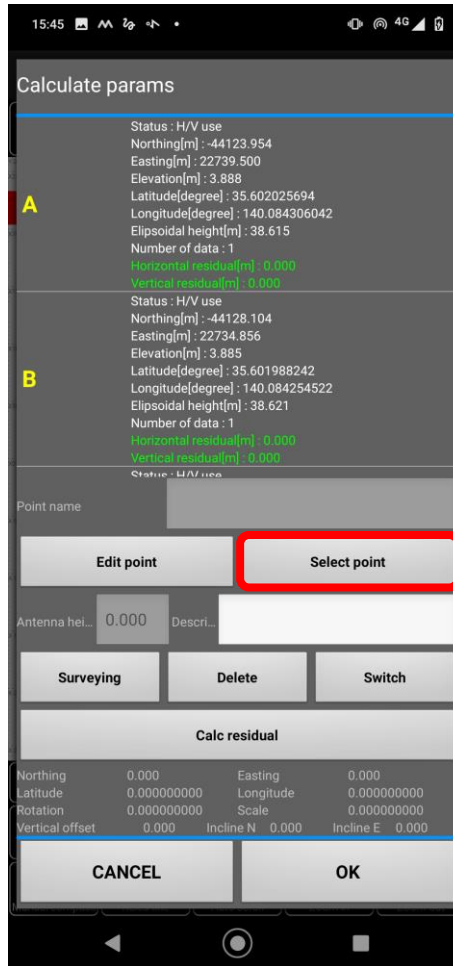 15:45
4G
Calculate params
A
Status : H/V use
Northing[m] : -44123.954
Easting[m] : 22739.500
Elevation[m] : 3.888
Latitude[degree] : 35.602025694
Longitude[degree] : 140.084306042
Elipsoidal height[m] : 38.615
Number of data : 1
Horizontal residual[m] : 0.000
Vertical residual[m] : 0.000
B
Status : H/V use
Northing[m] : -44128.104
Easting[m] : 22734.856
Elevation[m] : 3.885
Latitude[degree] : 35.601988242
Longitude[degree] : 140.084254522
Elipsoidal height[m] : 38.621
Number of data : 1
Horizontal residual[m] : 0.000
Vertical residual[m] : 0.000
Status : H/V use
Point name
Edit point Select point
Antenna hei... 0.000 Descri...
Surveying Delete Switch
Calc residual
Northing 0.000 Easting 0.000
Latitude 0.000000000 Longitude 0.000000000
Rotation 0.000000000 Scale 0.000000000
Vertical offset 0.000 Incline N 0.000 Incline E 0.000
CANCEL OK